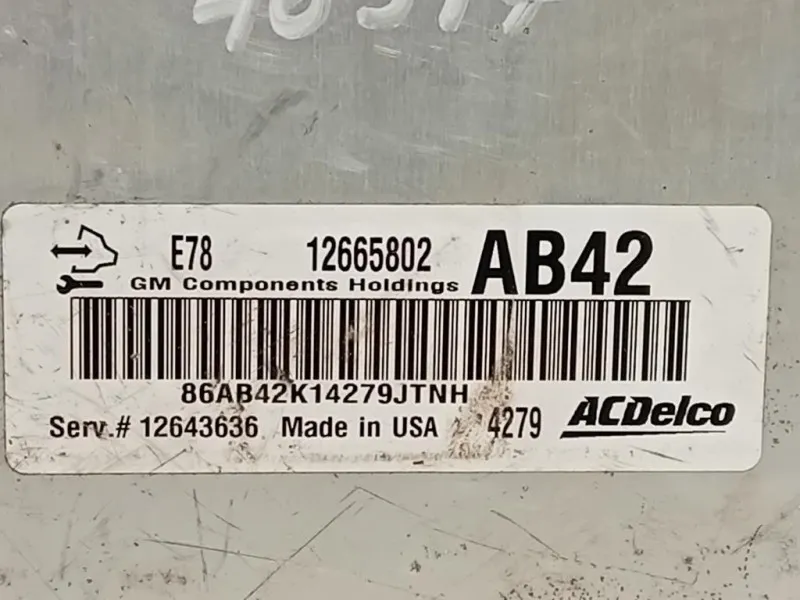 E78 12665802 AB42
GM Components Holdings
86AB42K14279JTNH
Serv.# 12643636 Made in USA 4279 ACDelco